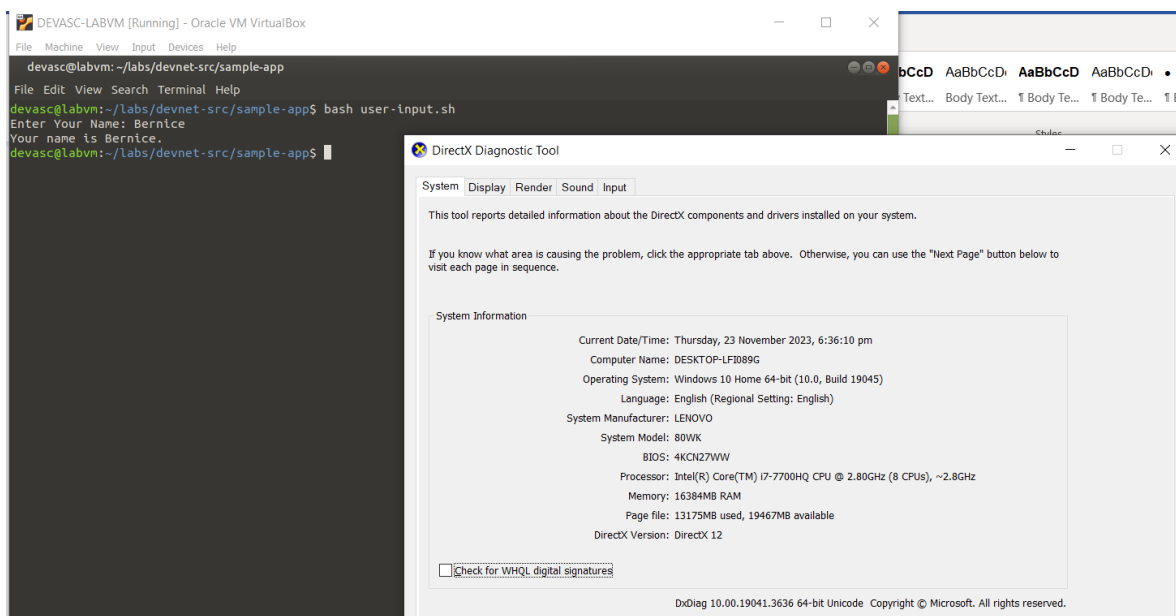 DEVASC-LABVM [Running] - Oracle VM VirtualBox
File Machine View Input Devices Help
devasc@labvm: ~/labs/devnet-src/sample-app
File Edit View Search Terminal Help
devasc@labvm:~/labs/devnet-src/sample-app$ bash user-input.sh
Enter Your Name: Bernice
Your name is Bernice.
devasc@labvm:~/labs/devnet-src/sample-app$
bCcD AaBbCcD AaBbCcD AaBbCcD
Text... Body Text... ¶ Body Te... ¶ Body Te... ¶
DirectX Diagnostic Tool
System Display Render Sound Input
This tool reports detailed information about the DirectX components and drivers installed on your system.
If you know what area is causing the problem, click the appropriate tab above. Otherwise, you can use the "Next Page" button below to
visit each page in sequence.
System Information
Current Date/Time: Thursday, 23 November 2023, 6:36:10 pm
Computer Name: DESKTOP-LFI089G
Operating System: Windows 10 Home 64-bit (10.0, Build 19045)
Language: English (Regional Setting: English)
System Manufacturer: LENOVO
System Model: 80WK
BIOS: 4KCN27WW
Processor: Intel(R) Core(TM) i7-7700HQ CPU @ 2.80GHz (8 CPUs), ~2.8GHz
Memory: 16384MB RAM
Page file: 13175MB used, 19467MB available
DirectX Version: DirectX 12
Check for WHQL digital signatures
DxDiag 10.00.19041.3636 64-bit Unicode Copyright © Microsoft. All rights reserved.